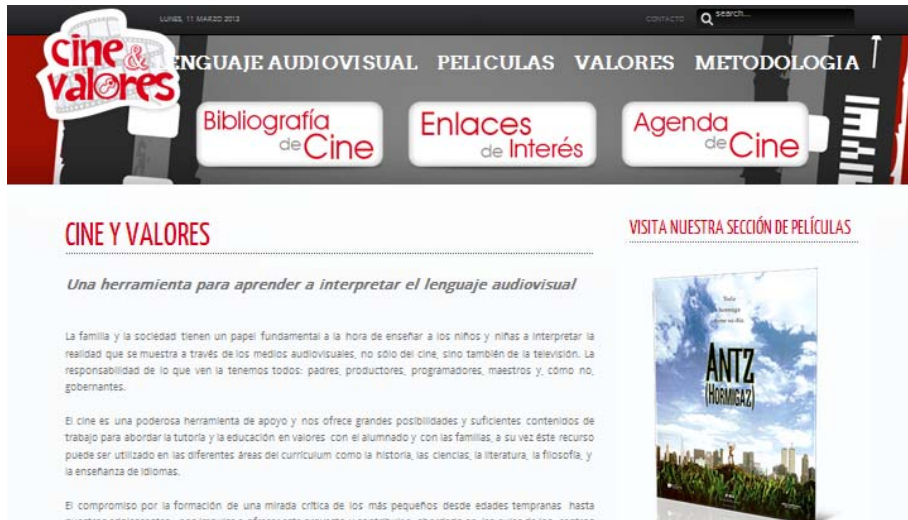 LUNES, 11 MARZO 2013
CONTACTO
search...
cine &
valores
ENGUAJE AUDIOVISUAL PELICULAS VALORES METODOLOGIA
Bibliografía
de Cine
Enlaces
de Interés
Agenda
de Cine
CINE Y VALORES
Una herramienta para aprender a interpretar el lenguaje audiovisual
La familia y la sociedad tienen un papel fundamental a la hora de enseñar a los niños y niñas a interpretar la
realidad que se muestra a través de los medios audiovisuales, no sólo del cine, sino también de la televisión. La
responsabilidad de lo que ven la tenemos todos: padres, productores, programadores, maestros y, cómo no,
gobernantes.
El cine es una poderosa herramienta de apoyo y nos ofrece grandes posibilidades y suficientes contenidos de
trabajo para abordar la tutoría y la educación en valores con el alumnado y con las familias, a su vez éste recurso
puede ser utilizado en las diferentes áreas del currículum como la historia, las ciencias, la literatura, la filosofía, y
la enseñanza de idiomas.
El compromiso por la formación de una mirada crítica de los más pequeños desde edades tempranas hasta
VISITA NUESTRA SECCIÓN DE PELÍCULAS
Todo
hormiga
su día.
ANTZ
(HORMIGAZ)